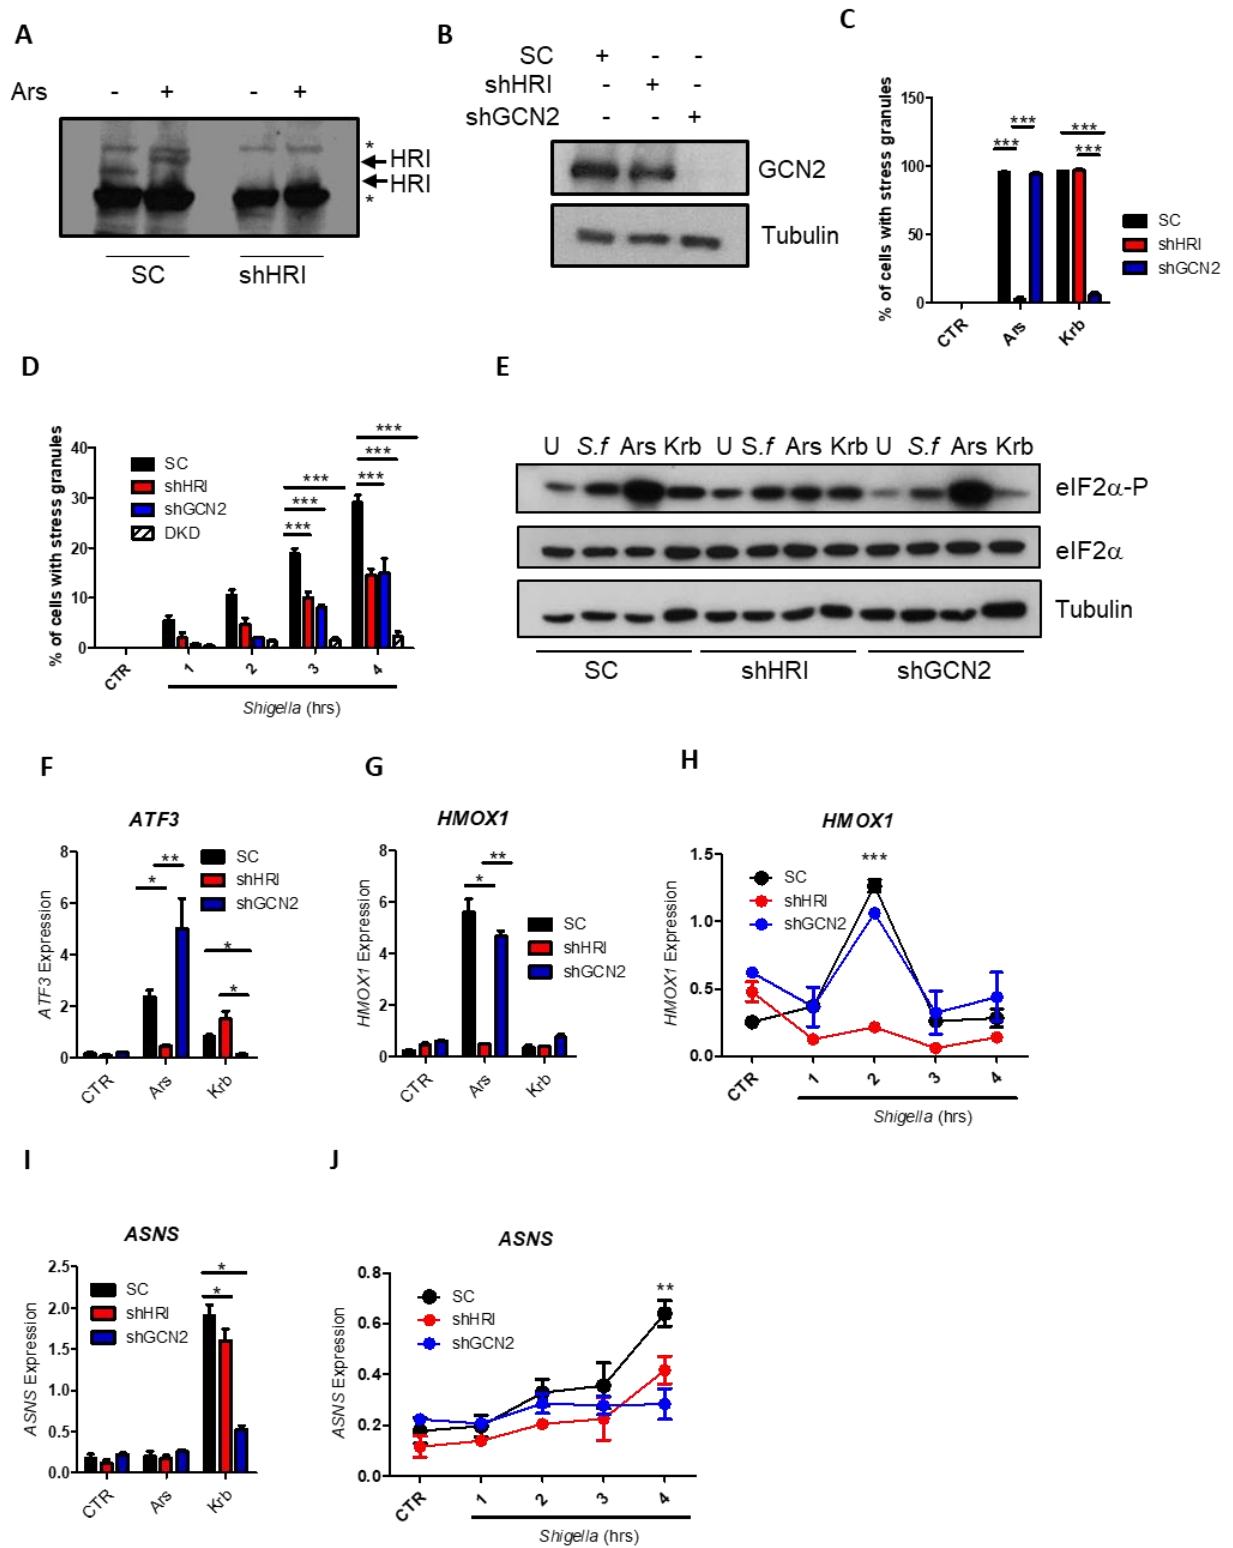 A
Ars - + - +
*
HRI
HRI
*
SC shHRI
B
SC + - -
shHRI - + -
shGCN2 - - +
GCN2
Tubulin
C
% of cells with stress granules
150
100
50
0
*** *** *** ***
CTR Ars Krb
SC
shHRI
shGCN2
D
% of cells with stress granules
40
30
20
10
0
SC
shHRI
shGCN2
DKD
***
***
***
***
***
***
CTR 1 2 3 4
Shigella (hrs)
E
U S.f Ars Krb U S.f Ars Krb U S.f Ars Krb
eIF2α-P
eIF2α
Tubulin
SC shHRI shGCN2
F
ATF3
ATF3 Expression
8
6
4
2
0
SC
shHRI
shGCN2
**
*
*
*
CTR Ars Krb
G
HMOX1
HMOX1 Expression
8
6
4
2
0
**
*
SC
shHRI
shGCN2
CTR Ars Krb
H
HMOX1
HMOX1 Expression
1.5
1.0
0.5
0.0
SC
shHRI
shGCN2
***
CTR 1 2 3 4
Shigella (hrs)
I
ASNS
ASNS Expression
2.5
2.0
1.5
1.0
0.5
0.0
SC
shHRI
shGCN2
*
*
CTR Ars Krb
J
ASNS
ASNS Expression
0.8
0.6
0.4
0.2
0.0
SC
shHRI
shGCN2
**
CTR 1 2 3 4
Shigella (hrs)